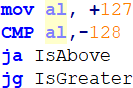 mov al, +127
CMP al,-128
ja IsAbove
jg IsGreater